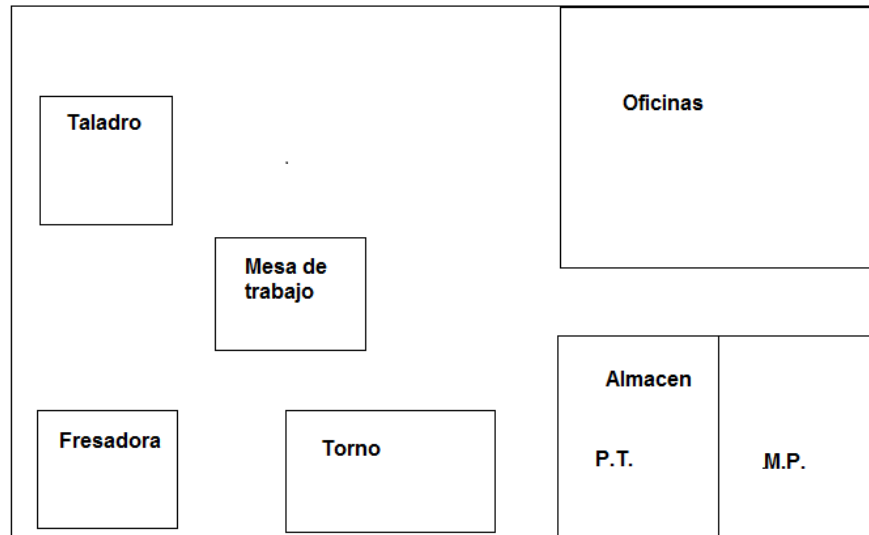 Oficinas
Taladro
Mesa de
trabajo
Almacen
Fresadora
Torno
P.T.
M.P.